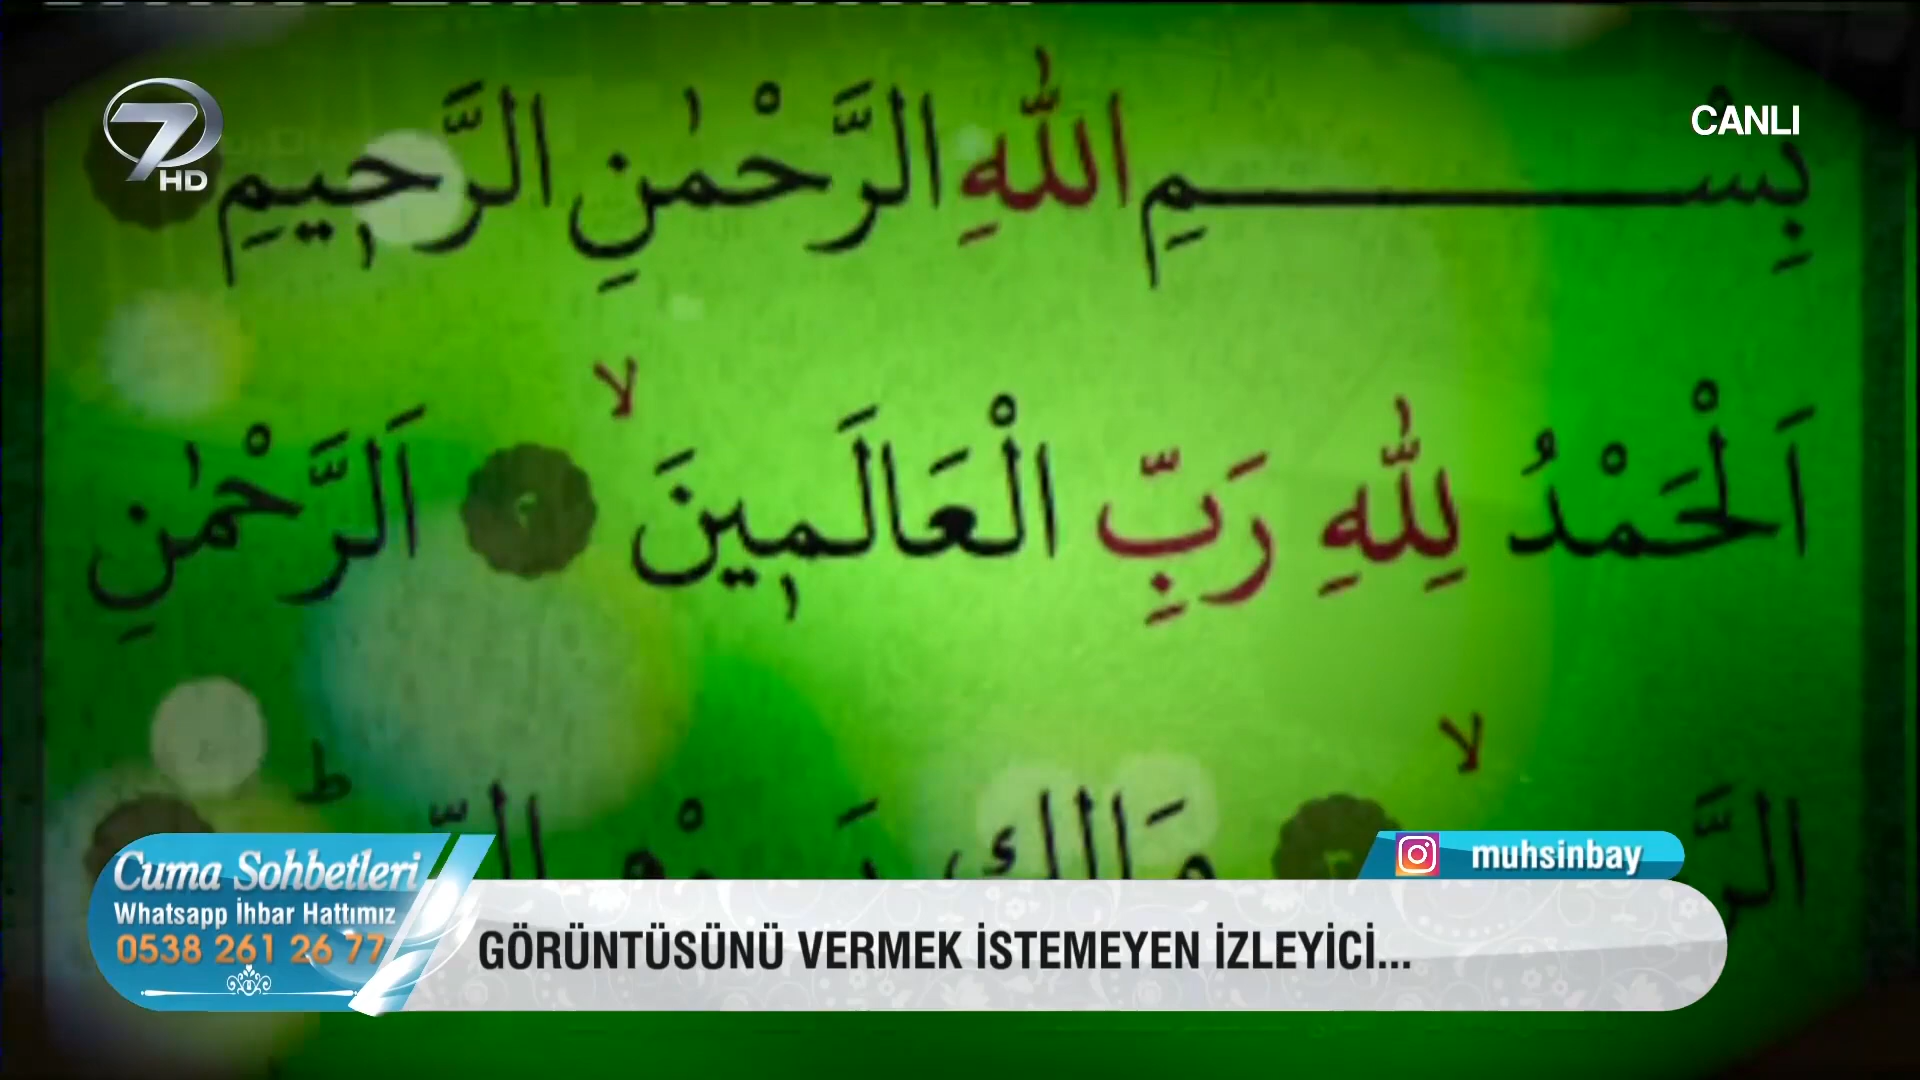 7
HD
CANLI
بِسْمِ اللّٰهِ الرَّحْمٰنِ الرَّح۪يمِ
اَلْحَمْدُ لِلّٰهِ رَبِّ الْعَالَم۪ينَۙ ٢ اَلرَّحْمٰنِ
muhsinbay
Cuma Sohbetleri
Whatsapp İhbar Hattımız
0538 261 26 77
GÖRÜNTÜSÜNÜ VERMEK İSTEMEYEN İZLEYİCİ...